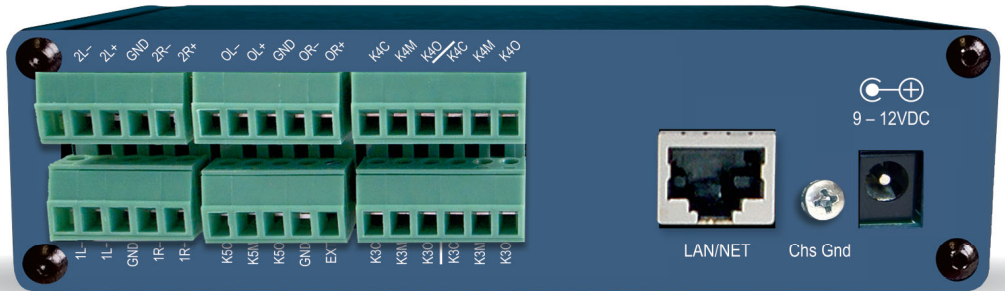 2L– 2L+ GND 2R– 2R+ OL– OL+ GND OR– OR+ K4C K4M K4O K4C K4M K4O
9 – 12VDC
LAN/NET Chs Gnd
1L– 1L– GND 1R– 1R– K5C K5M K5O GND EXT K3C K3M K3O K3C K3M K3O